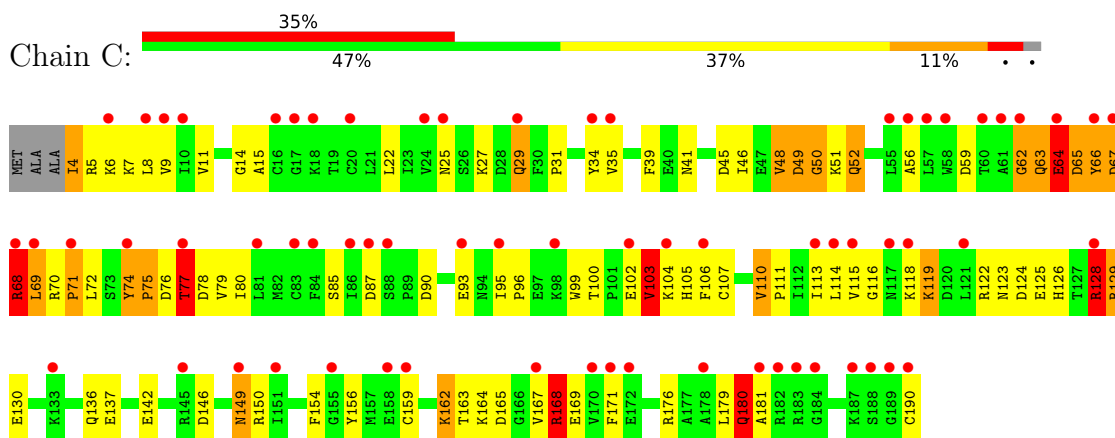 35%
Chain C:
47% 37% 11% • •
MET ALA ALA I4 R5 K6 K7 L8 V9 I10 V11 G14 A15 C16 G17 K18 T19 C20 L21 L22 I23 V24 N25 S26 K27 D28 Q29 F30 P31 Y34 V35 F39 E40 N41 D45 I46 E47 V48 D49 G50 K51 Q52 L55 A56 L57 W58 D59 T60 A61 G62 Q63 E64 D65 Y66 D67
R68 L69 R70 P71 L72 S73 Y74 P75 D76 T77 D78 V79 I80 L81 M82 C83 F84 S85 I86 D87 S88 P89 D90 E93 N94 I95 P96 E97 K98 W99 T100 P101 E102 V103 K104 H105 F106 C107 V110 P111 I112 I113 L114 V115 G116 N117 K118 K119 D120 L121 R122 N123 D124 E125 H126 T127 R128 R129
E130 K133 Q136 E137 E142 R145 D146 N149 R150 I151 F154 G155 Y156 M157 E158 C159 K162 T163 K164 D165 G166 V167 R168 E169 V170 F171 E172 R176 A177 A178 L179 Q180 A181 R182 R183 G184 K187 S188 G189 C190